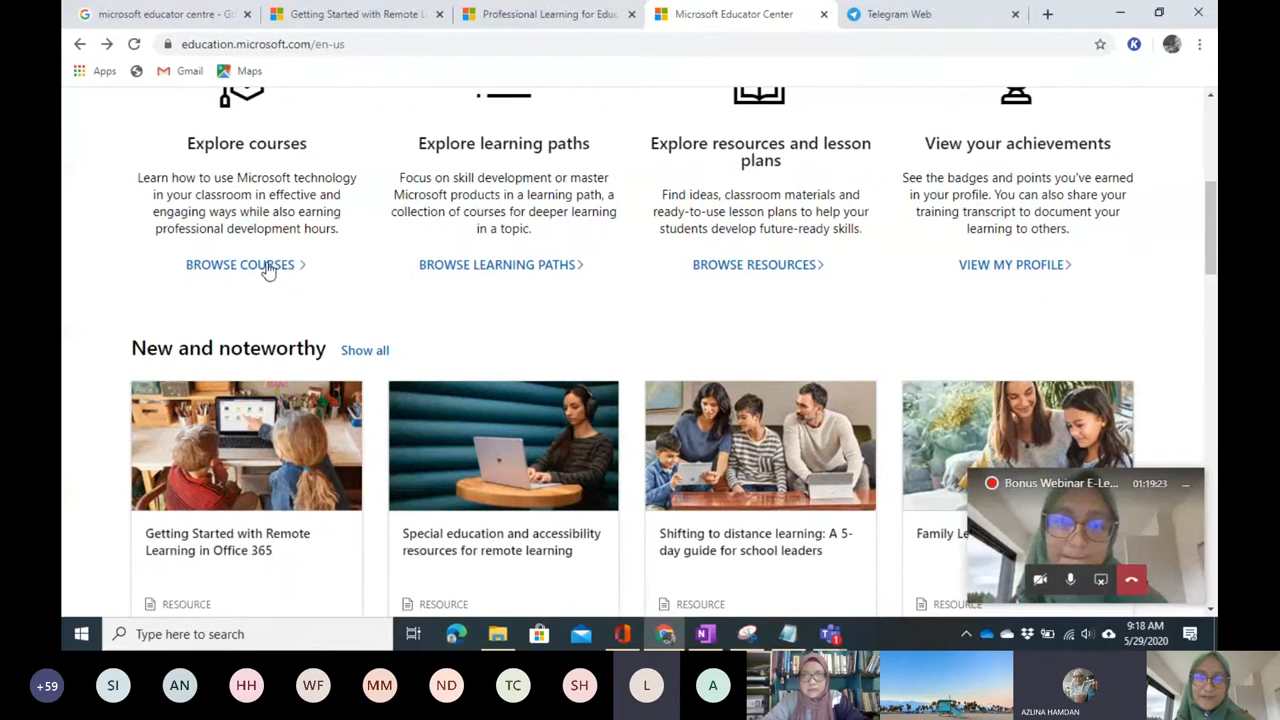 microsoft educator centre - G
Getting Started with Remote L
Professional Learning for Educ
Microsoft Educator Center
Telegram Web
education.microsoft.com/en-us
Apps
Gmail
Maps
Explore courses
Learn how to use Microsoft technology
in your classroom in effective and
engaging ways while also earning
professional development hours.
BROWSE COURSES
Explore learning paths
Focus on skill development or master
Microsoft products in a learning path, a
collection of courses for deeper learning
in a topic.
BROWSE LEARNING PATHS
Explore resources and lesson
plans
Find ideas, classroom materials and
ready-to-use lesson plans to help your
students develop future-ready skills.
BROWSE RESOURCES
View your achievements
See the badges and points you've earned
in your profile. You can also share your
training transcript to document your
learning to others.
VIEW MY PROFILE
New and noteworthy Show all
Getting Started with Remote
Learning in Office 365
RESOURCE
Special education and accessibility
resources for remote learning
RESOURCE
Shifting to distance learning: A 5-
day guide for school leaders
RESOURCE
Family Le
RESOURCE
Bonus Webinar E-Le... 01:19:23
Type here to search
1
9:18 AM
5/29/2020
+59 SI AN HH WF MM ND TC SH L A
AZLINA HAMDAN